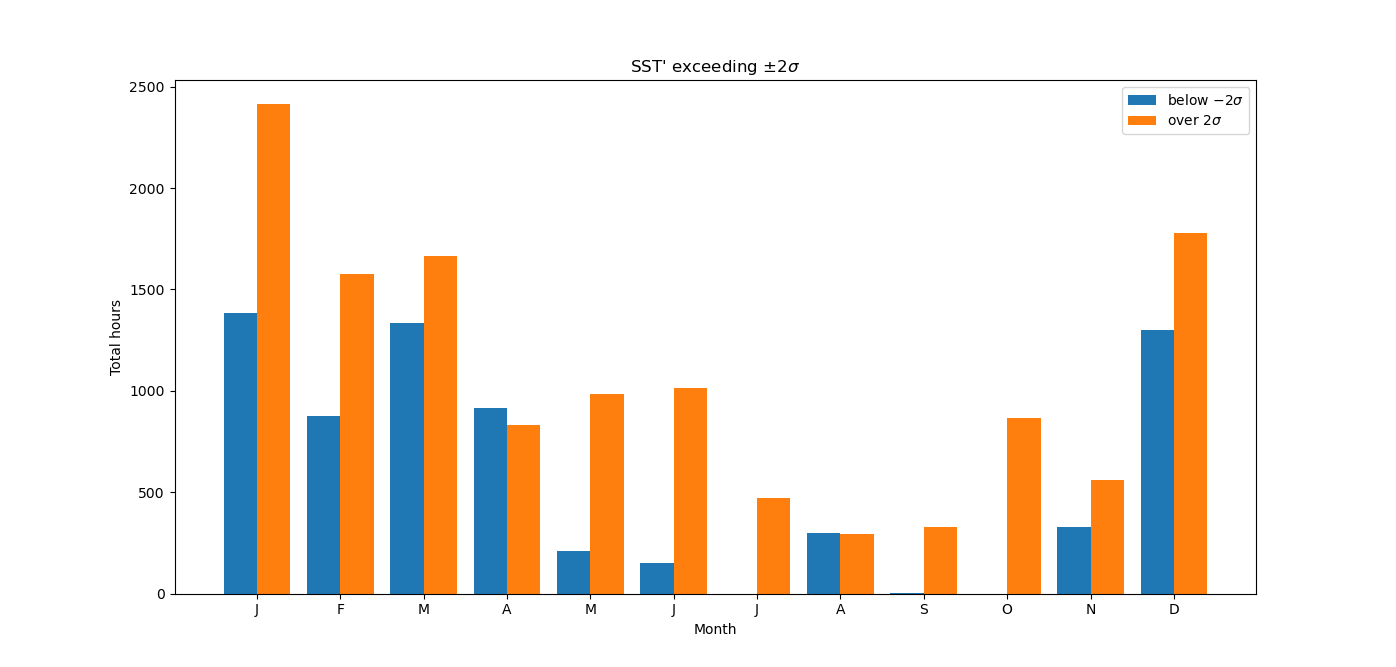 SST' exceeding ±2σ
below −2σ
over 2σ
2500
2000
1500
1000
500
0
Total hours
J F M A M J J A S O N D
Month